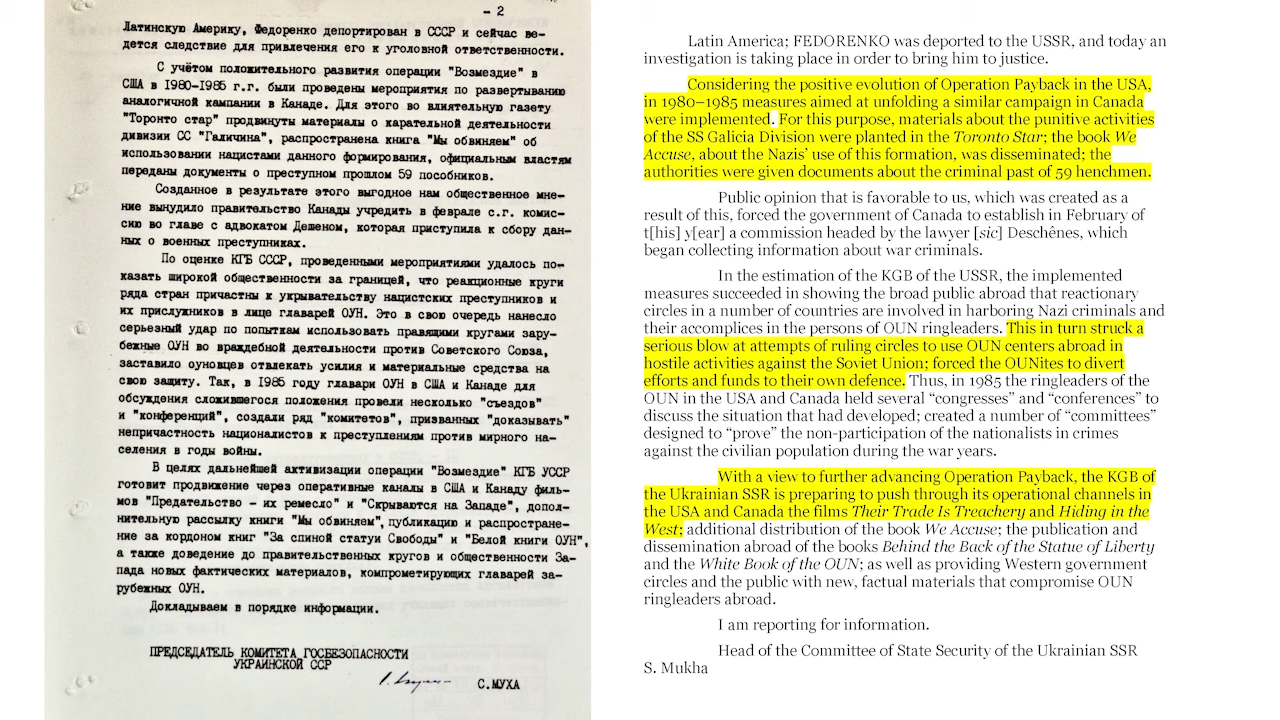 - 2
Латинскую Америку, Федоренко депортирован в СССР и сейчас ве-
дется следствие для привлечения его к уголовной ответственности.
С учётом положительного развития операции "Возмездие" в
США в 1980-1985 г.г. были проведены мероприятия по развертыванию
аналогичной кампании в Канаде. Для этого во влиятельную газету
"Торонто стар" продвинуты материалы о карательной деятельности
дивизии СС "Галичина", распространена книга "Мы обвиняем" об
использовании нацистами данного формирования, официальным властям
переданы документы о преступном прошлом 59 пособников.
Созданное в результате этого выгодное нам общественное мне-
ние вынудило правительство Канады учредить в феврале с.г. комис-
сию во главе с адвокатом Дешеном, которая приступила к сбору дан-
ных о военных преступниках.
По оценке КГБ СССР, проведенными мероприятиями удалось по-
казать широкой общественности за границей, что реакционные круги
ряда стран причастны к укрывательству нацистских преступников и
их прислужников в лице главарей ОУН. Это в свою очередь нанесло
серьезный удар по попыткам использовать правящими кругами зару-
бежные ОУН во враждебной деятельности против Советского Союза,
заставило оуновцев отвлекать усилия и материальные средства на
свою защиту. Так, в 1985 году главари ОУН в США и Канаде для
обсуждения сложившегося положения провели несколько "съездов"
и "конференций", создали ряд "комитетов", призванных "доказывать"
непричастность националистов к преступлениям против мирного на-
селения в годы войны.
В целях дальнейшей активизации операции "Возмездие" КГБ УССР
готовит продвижение через оперативные каналы в США и Канаду филь-
мов "Предательство - их ремесло" и "Скрываются на Западе", допол-
нительную рассылку книги "Мы обвиняем", публикацию и распростране-
ние за кордоном книг "За спиной статуи Свободы" и "Белой книги ОУН",
а также доведение до правительственных кругов и общественности За-
пада новых фактических материалов, компрометирующих главарей за-
рубежных ОУН.
Докладываем в порядке информации.
ПРЕДСЕДАТЕЛЬ КОМИТЕТА ГОСБЕЗОПАСНОСТИ
УКРАИНСКОЙ ССР
С.МУХА
Latin America; FEDORENKO was deported to the USSR, and today an
investigation is taking place in order to bring him to justice.
Considering the positive evolution of Operation Payback in the USA,
in 1980–1985 measures aimed at unfolding a similar campaign in Canada
were implemented. For this purpose, materials about the punitive activities
of the SS Galicia Division were planted in the Toronto Star; the book We
Accuse, about the Nazis' use of this formation, was disseminated; the
authorities were given documents about the criminal past of 59 henchmen.
Public opinion that is favorable to us, which was created as a
result of this, forced the government of Canada to establish in February of
t[his] y[ear] a commission headed by the lawyer [sic] Deschênes, which
began collecting information about war criminals.
In the estimation of the KGB of the USSR, the implemented
measures succeeded in showing the broad public abroad that reactionary
circles in a number of countries are involved in harboring Nazi criminals and
their accomplices in the persons of OUN ringleaders. This in turn struck a
serious blow at attempts of ruling circles to use OUN centers abroad in
hostile activities against the Soviet Union; forced the OUNites to divert
efforts and funds to their own defence. Thus, in 1985 the ringleaders of the
OUN in the USA and Canada held several “congresses” and “conferences” to
discuss the situation that had developed; created a number of “committees”
designed to “prove” the non-participation of the nationalists in crimes
against the civilian population during the war years.
With a view to further advancing Operation Payback, the KGB of
the Ukrainian SSR is preparing to push through its operational channels in
the USA and Canada the films Their Trade Is Treachery and Hiding in the
West; additional distribution of the book We Accuse; the publication and
dissemination abroad of the books Behind the Back of the Statue of Liberty
and the White Book of the OUN; as well as providing Western government
circles and the public with new, factual materials that compromise OUN
ringleaders abroad.
I am reporting for information.
Head of the Committee of State Security of the Ukrainian SSR
S. Mukha